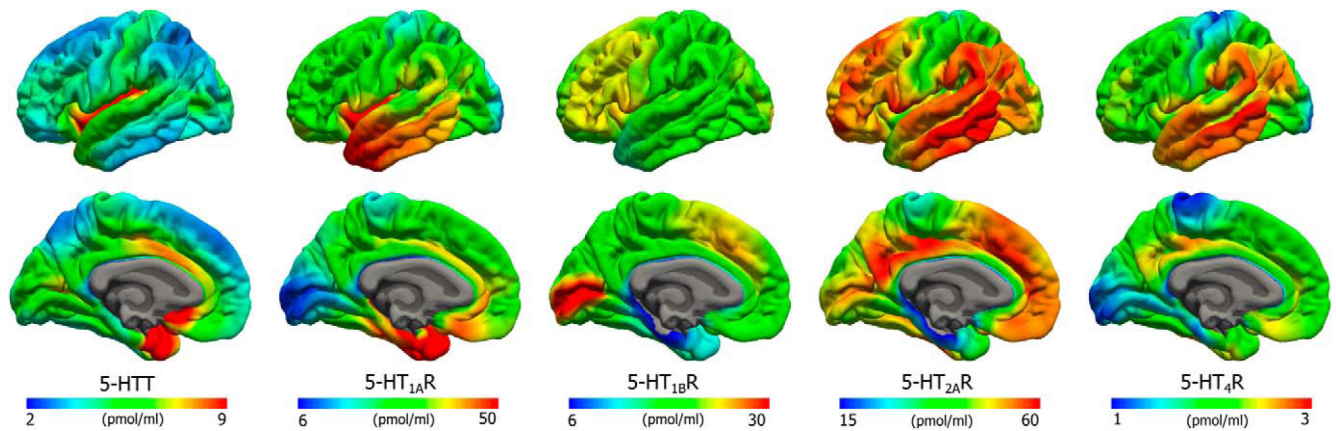 5-HTT
2 (pmol/ml) 9
5-HT1AR
6 (pmol/ml) 50
5-HT1BR
6 (pmol/ml) 30
5-HT2AR
15 (pmol/ml) 60
5-HT4R
1 (pmol/ml) 3